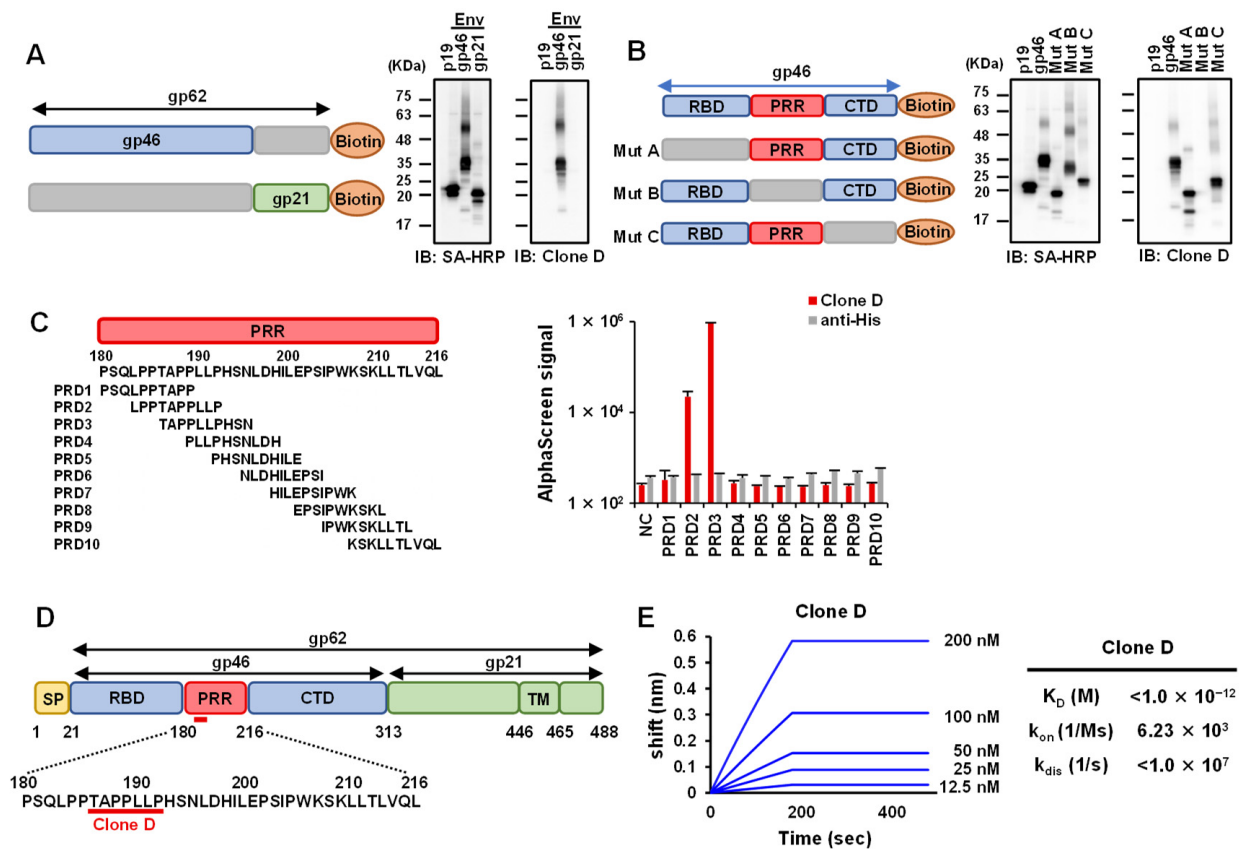 A
gp62
gp46
Biotin
gp21
Biotin
(KDa)
75
63
48
35
25
20
17
Env
p19
gp46
gp21
IB: SA-HRP
Env
p19
gp46
gp21
IB: Clone D
B
gp46
RBD PRR CTD Biotin
Mut A PRR CTD Biotin
Mut B RBD CTD Biotin
Mut C RBD PRR Biotin
(KDa)
75
63
48
35
25
20
17
p19
gp46
Mut A
Mut B
Mut C
IB: SA-HRP
p19
gp46
Mut A
Mut B
Mut C
IB: Clone D
C
PRR
180 190 200 210 216
PSQLPPTAPPLLPHSNLDHILEPSIPWKSKLLTLVQL
PRD1 PSQLPPTAPP
PRD2 LPPTAPPLLP
PRD3 TAPPLLPHSN
PRD4 PLLPHSNLDH
PRD5 PHSNLDHILE
PRD6 NLDHILEPSI
PRD7 HILEPSIPWK
PRD8 EPSIPWKSKL
PRD9 IPWKSKLLTL
PRD10 KSKLLTLVQL
Clone D
anti-His
AlphaScreen signal
1 × 10⁶
1 × 10⁴
1 × 10²
NC
PRD1
PRD2
PRD3
PRD4
PRD5
PRD6
PRD7
PRD8
PRD9
PRD10
D
gp62
gp46 gp21
SP RBD PRR CTD TM
1 21 180 216 313 446 465 488
180 190 200 210 216
PSQLPPTAPPLLPHSNLDHILEPSIPWKSKLLTLVQL
Clone D
E
Clone D
shift (nm)
0.6
0.5
0.4
0.3
0.2
0.1
0
200 nM
100 nM
50 nM
25 nM
12.5 nM
0 200 400
Time (sec)
Clone D
K_D (M) <1.0 × 10⁻¹²
k_on (1/Ms) 6.23 × 10³
k_dis (1/s) <1.0 × 10⁷